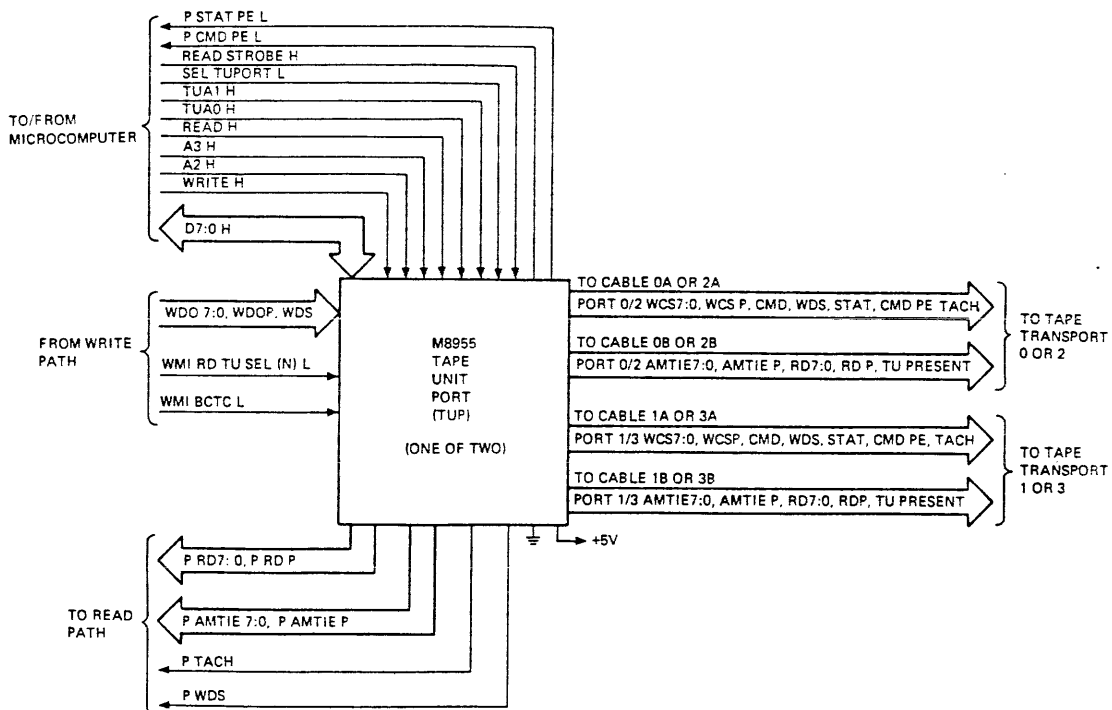 P STAT PE L
P CMD PE L
READ STROBE H
SEL TUPORT L
TUA1 H
TUA0 H
READ H
A3 H
A2 H
WRITE H
D7:0 H
TO/FROM
MICROCOMPUTER
WDO 7:0, WDOP, WDS
WMI RD TU SEL (N) L
WMI BCTC L
FROM WRITE
PATH
M8955
TAPE
UNIT
PORT
(TUP)
(ONE OF TWO)
TO CABLE 0A OR 2A
PORT 0/2 WCS7:0, WCS P, CMD, WDS, STAT, CMD PE TACH
TO CABLE 0B OR 2B
PORT 0/2 AMTIE7:0, AMTIE P, RD7:0, RD P, TU PRESENT
TO TAPE
TRANSPORT
0 OR 2
TO CABLE 1A OR 3A
PORT 1/3 WCS7:0, WCSP, CMD, WDS, STAT, CMD PE, TACH
TO CABLE 1B OR 3B
PORT 1/3 AMTIE7:0, AMTIE P, RD7:0, RDP, TU PRESENT
TO TAPE
TRANSPORT
1 OR 3
+5V
P RD7: 0, P RD P
P AMTIE 7:0, P AMTIE P
P TACH
P WDS
TO READ
PATH